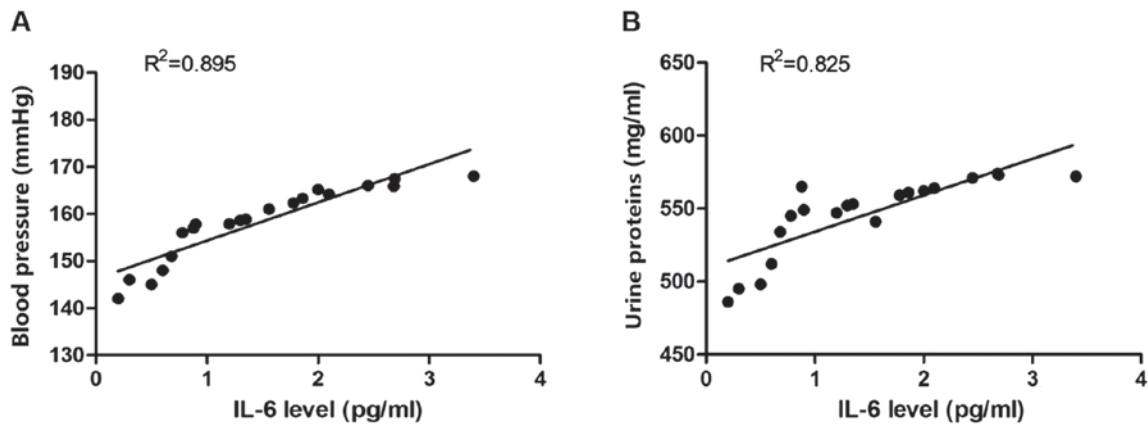 A
R²=0.895
Blood pressure (mmHg)
190
180
170
160
150
140
130
0 1 2 3 4
IL-6 level (pg/ml)
B
R²=0.825
Urine proteins (mg/ml)
650
600
550
500
450
0 1 2 3 4
IL-6 level (pg/ml)